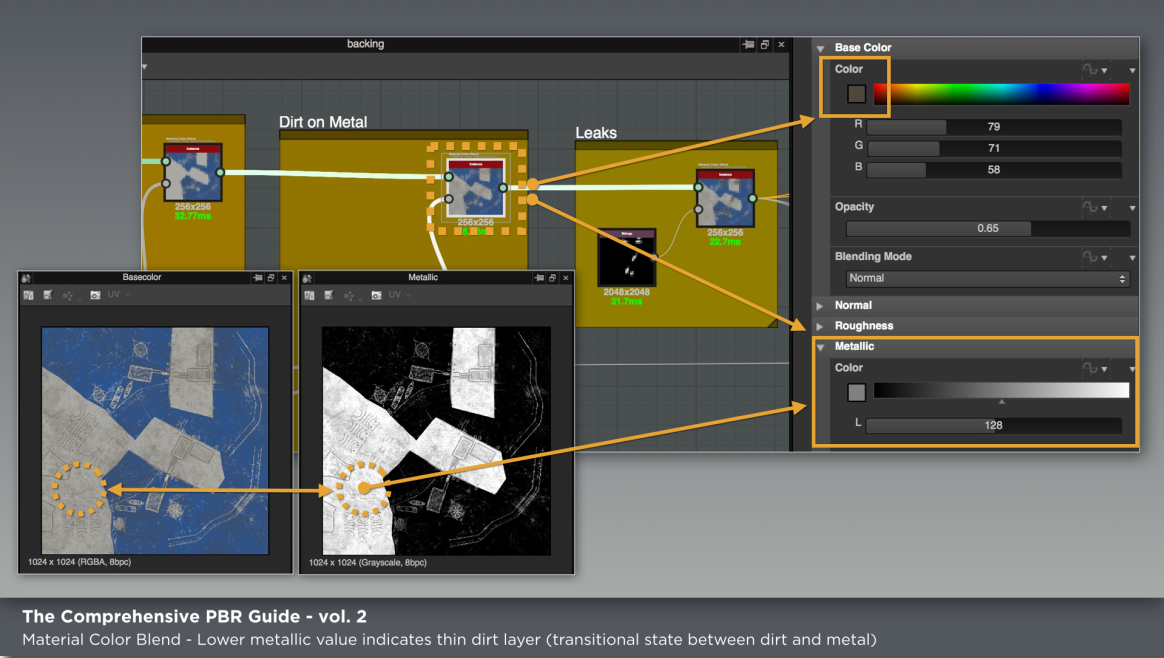 backing
Dirt on Metal
Leaks
256x256
32.77ms
256x256
256x256
22.7ms
Bitmap
2048x2048
31.7ms
Base Color
Color
R
79
G
71
B
58
Opacity
0.65
Blending Mode
Normal
Normal
Roughness
Metallic
Color
L
128
Basecolor
UV
1024 x 1024 (RGBA, 8bpc)
Metallic
UV
1024 x 1024 (Grayscale, 8bpc)
The Comprehensive PBR Guide - vol. 2
Material Color Blend - Lower metallic value indicates thin dirt layer (transitional state between dirt and metal)